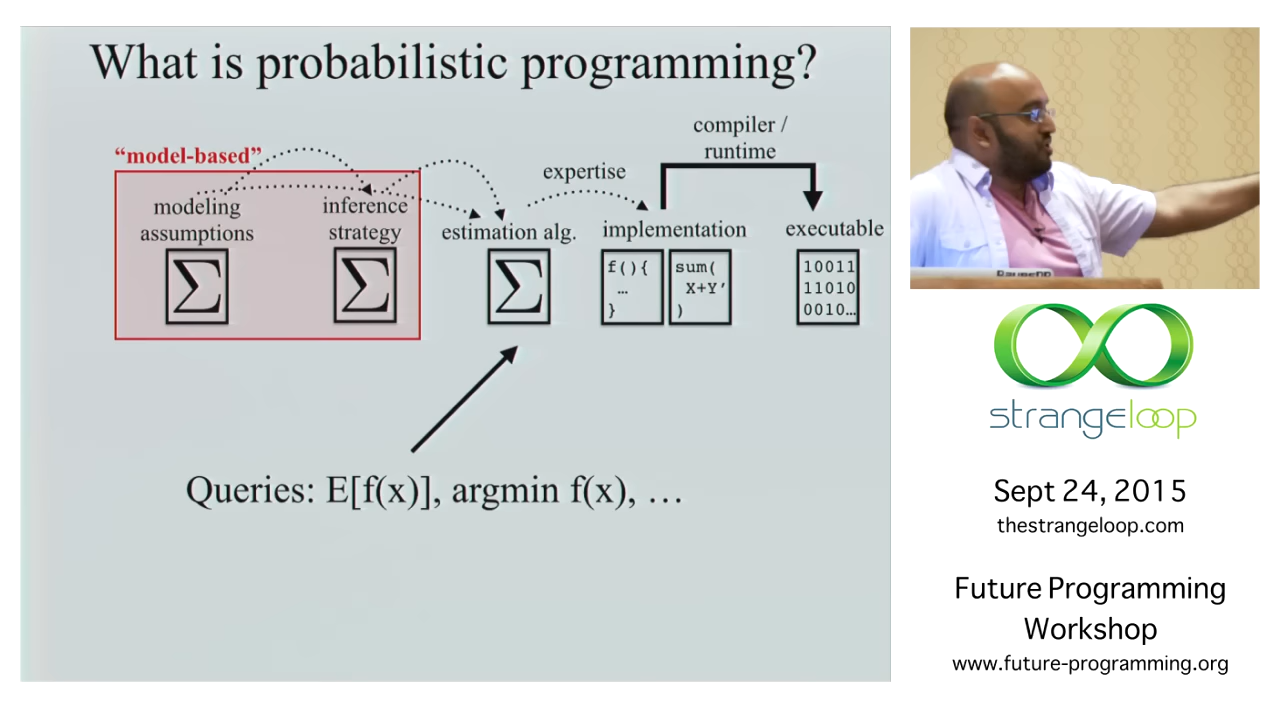 What is probabilistic programming?
compiler /
runtime
"model-based"
expertise
modeling
assumptions
inference
strategy
estimation alg.
implementation
executable
Σ
Σ
Σ
f(){
…
}
sum(
X+Y'
)
10011
11010
0010…
Queries: E[f(x)], argmin f(x), …
strangeloop
Sept 24, 2015
thestrangeloop.com
Future Programming
Workshop
www.future-programming.org